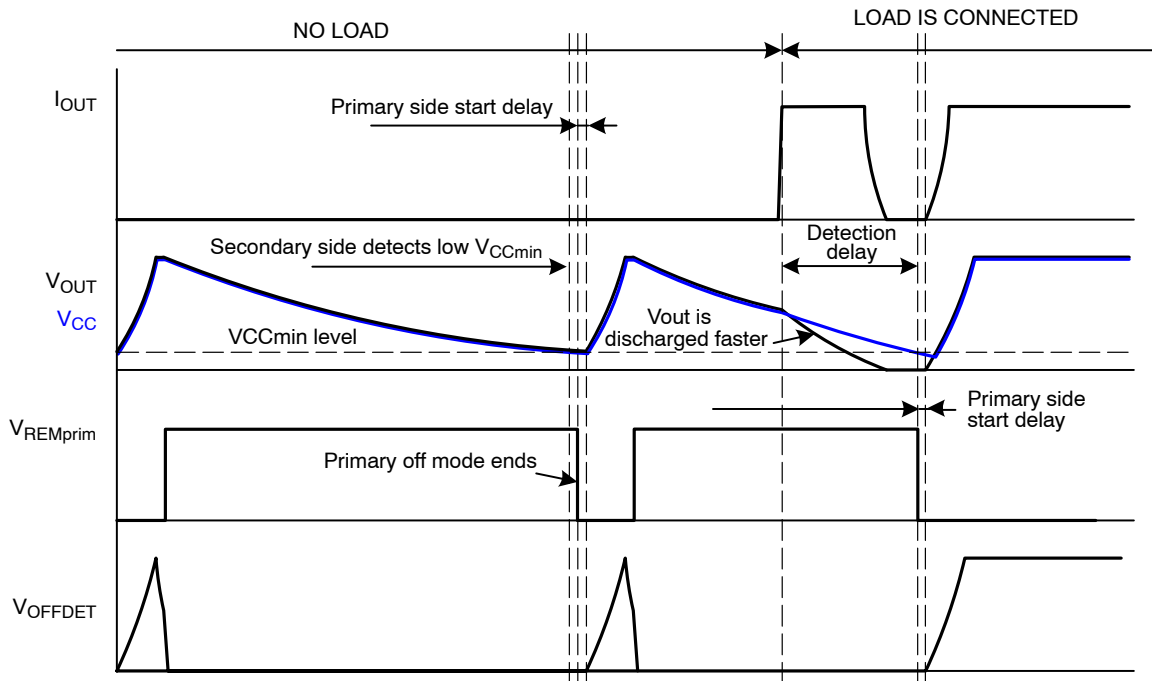 NO LOAD
LOAD IS CONNECTED
IOUT
Primary side start delay
Secondary side detects low VCCmin
Detection
delay
VOUT
VCC
VCCmin level
Vout is
discharged faster
VREMprim
Primary side
start delay
Primary off mode ends
VOFFDET